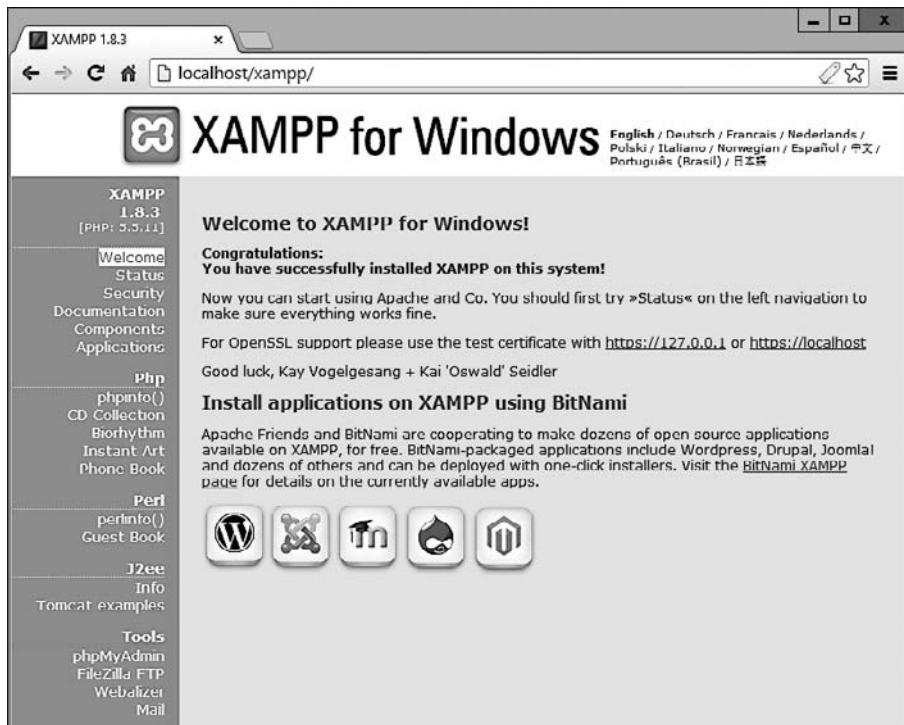 XAMPP 1.8.3
localhost/xampp/
XAMPP for Windows
English / Deutsch / Francais / Nederlands /
Polski / Italiano / Norwegian / Español / 中文 /
Português (Brasil) / 日本語
XAMPP
1.8.3
[PHP: 5.5.11]
Welcome
Status
Security
Documentation
Components
Applications
Php
phpinfo()
CD Collection
Biorhythm
Instant Art
Phone Book
Perl
perlinfo()
Guest Book
J2ee
Info
Tomcat examples
Tools
phpMyAdmin
FileZilla FTP
Webalizer
Mail
Welcome to XAMPP for Windows!
Congratulations:
You have successfully installed XAMPP on this system!
Now you can start using Apache and Co. You should first try »Status« on the left navigation to
make sure everything works fine.
For OpenSSL support please use the test certificate with https://127.0.0.1 or https://localhost
Good luck, Kay Vogelgesang + Kai 'Oswald' Seidler
Install applications on XAMPP using BitNami
Apache Friends and BitNami are cooperating to make dozens of open source applications
available on XAMPP, for free. BitNami-packaged applications include Wordpress, Drupal, Joomla!
and dozens of others and can be deployed with one-click installers. Visit the BitNami XAMPP
page for details on the currently available apps.